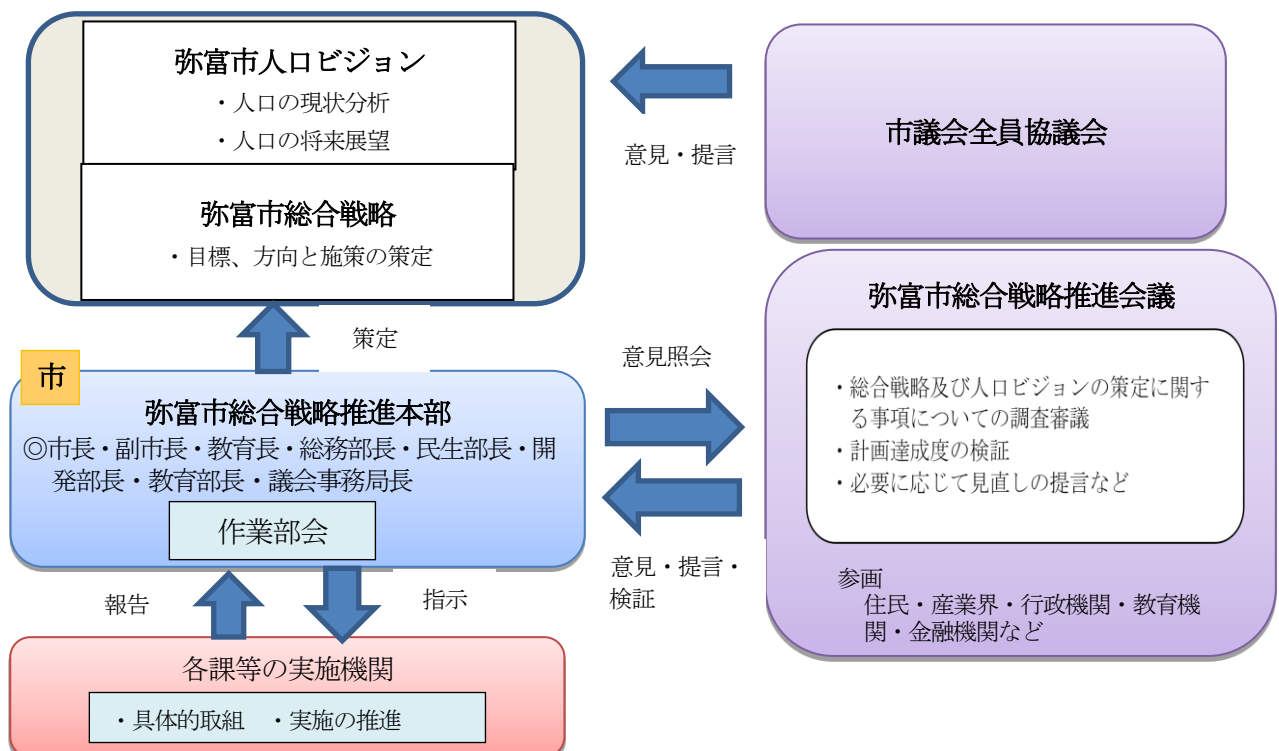 弥富市人口ビジョン
・人口の現状分析
・人口の将来展望
弥富市総合戦略
・目標、方向と施策の策定
意見・提言
市議会全員協議会
策定
市
弥富市総合戦略推進本部
◎市長・副市長・教育長・総務部長・民生部長・開
発部長・教育部長・議会事務局長
作業部会
意見照会
意見・提言・
検証
弥富市総合戦略推進会議
・総合戦略及び人口ビジョンの策定に関す
る事項についての調査審議
・計画達成度の検証
・必要に応じて見直しの提言など
参画
住民・産業界・行政機関・教育機
関・金融機関など
報告
指示
各課等の実施機関
・具体的取組　・実施の推進